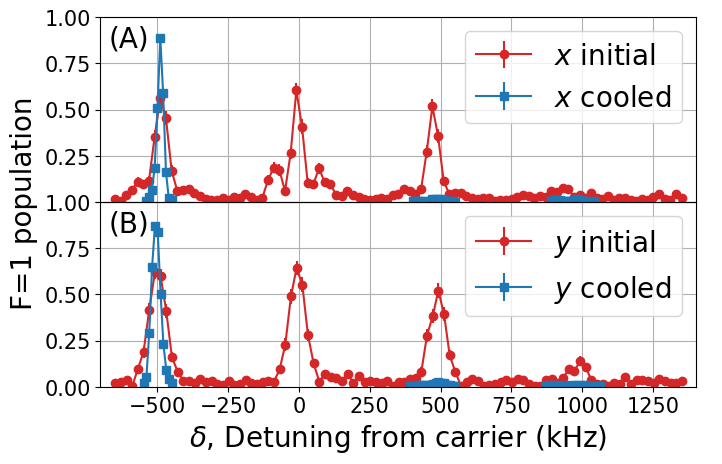 1.00
(A)
x initial
0.75
x cooled
0.50
0.25
F=1 population
1.00
(B)
y initial
0.75
y cooled
0.50
0.25
0.00
−500 −250 0 250 500 750 1000 1250
δ, Detuning from carrier (kHz)